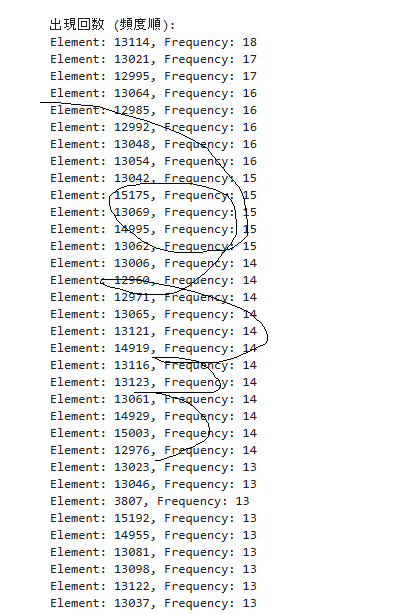 出現回数 (頻度順):
Element: 13114, Frequency: 18
Element: 13021, Frequency: 17
Element: 12995, Frequency: 17
Element: 13064, Frequency: 16
Element: 12985, Frequency: 16
Element: 12992, Frequency: 16
Element: 13048, Frequency: 16
Element: 13054, Frequency: 16
Element: 13042, Frequency: 15
Element: 15175, Frequency: 15
Element: 13069, Frequency: 15
Element: 14995, Frequency: 15
Element: 13062, Frequency: 15
Element: 13006, Frequency: 14
Element: 12960, Frequency: 14
Element: 12971, Frequency: 14
Element: 13065, Frequency: 14
Element: 13121, Frequency: 14
Element: 14919, Frequency: 14
Element: 13116, Frequency: 14
Element: 13123, Frequency: 14
Element: 13061, Frequency: 14
Element: 14929, Frequency: 14
Element: 15003, Frequency: 14
Element: 12976, Frequency: 14
Element: 13023, Frequency: 13
Element: 13046, Frequency: 13
Element: 3807, Frequency: 13
Element: 15192, Frequency: 13
Element: 14955, Frequency: 13
Element: 13081, Frequency: 13
Element: 13098, Frequency: 13
Element: 13122, Frequency: 13
Element: 13037, Frequency: 13